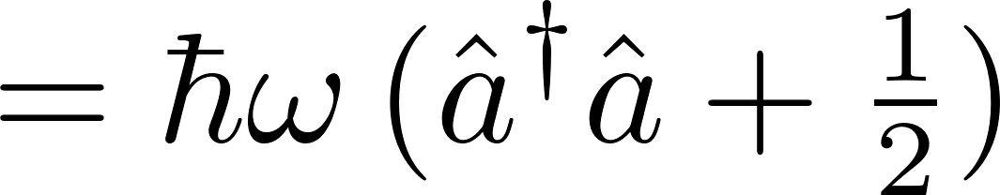 = ħω (â†â + 1/2)